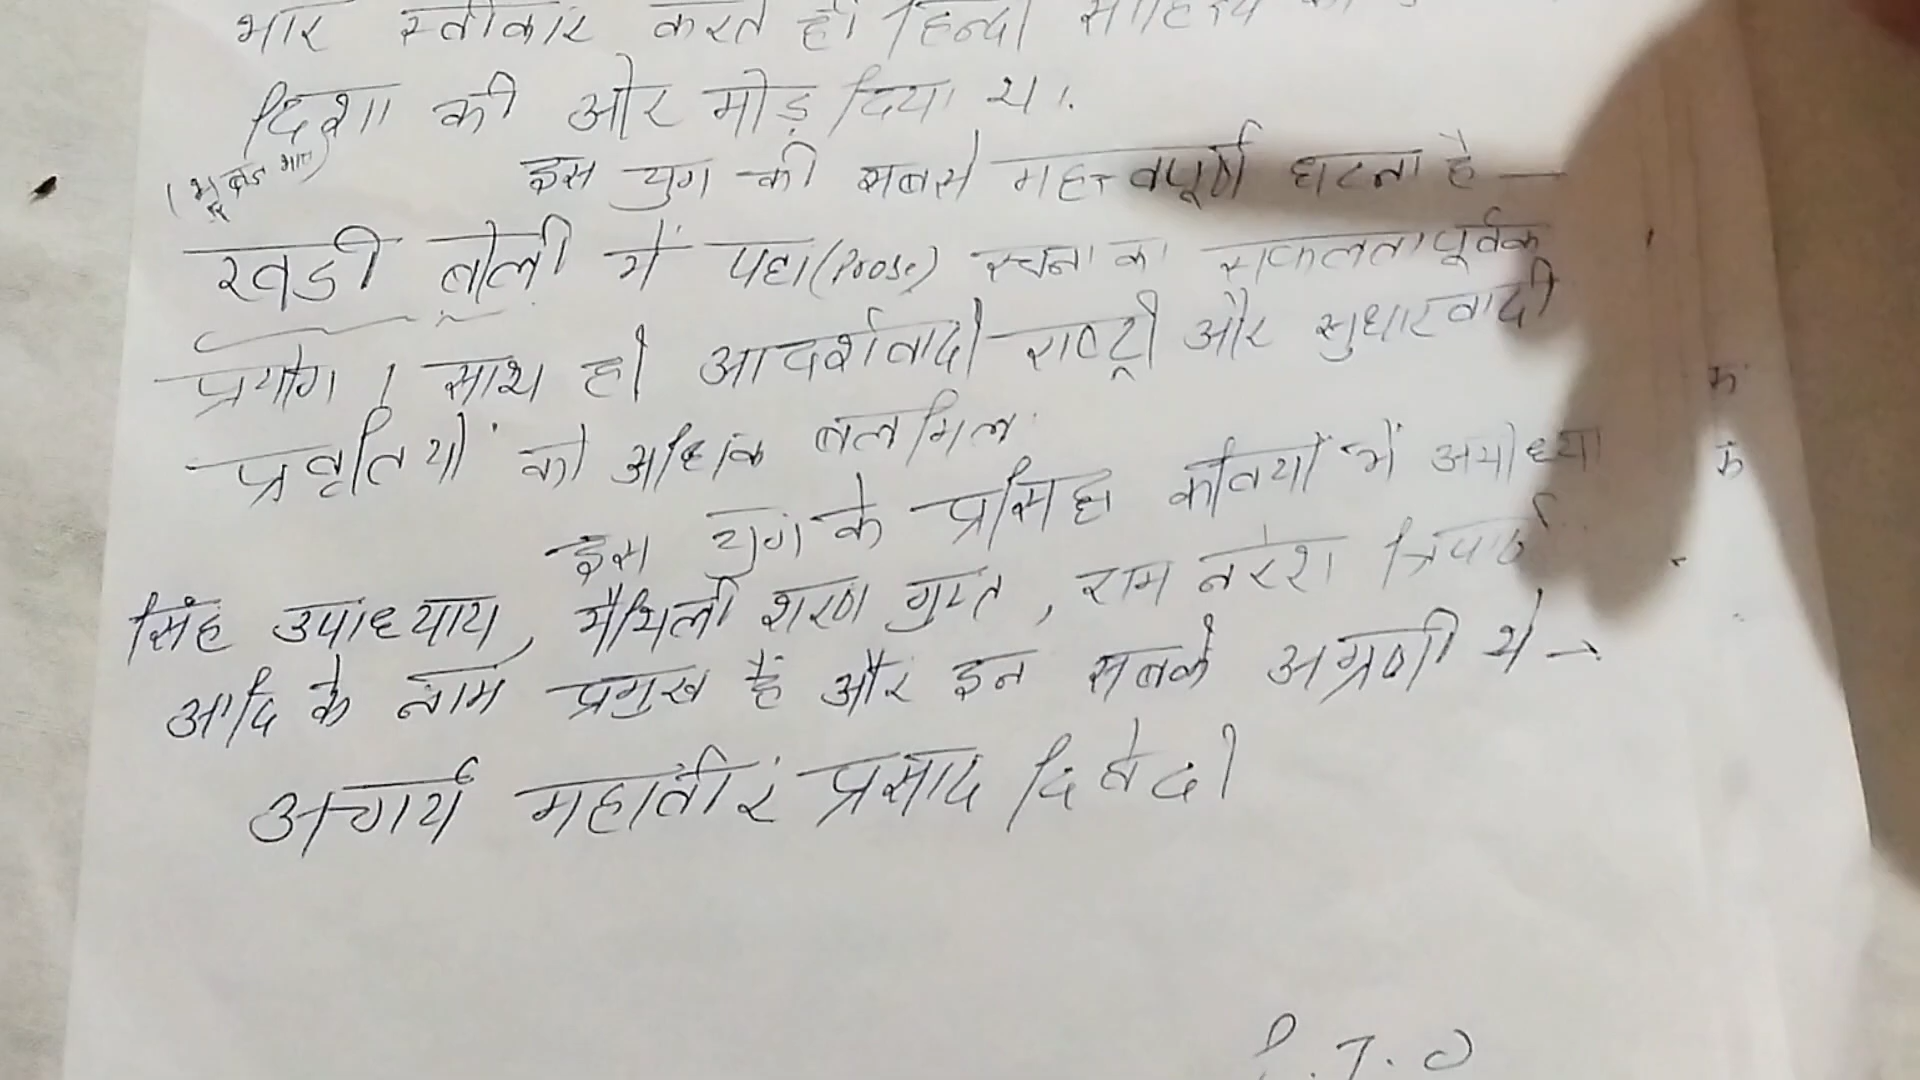 भार स्वीकार करते ही हिन्दी साहित्य को
दिशा की ओर मोड़ दिया था।
इस युग की सबसे महत्वपूर्ण घटना है —
खडी बोली में पद्य (Prose) रचना का सफलतापूर्वक
प्रयोग। साथ ही आदर्शवादी राष्ट्री और सुधारवादी
प्रवृतियों को अधिक बल मिल
इस युग के प्रसिद्ध कवियों में अयोध्या
सिंह उपाध्याय, मैथिली शरण गुप्त, राम नरेश
आदि के नाम प्रमुख हैं और इन सबके अग्रणी थे →
अचार्य महावीर प्रसाद दिवेदी
P.T.O